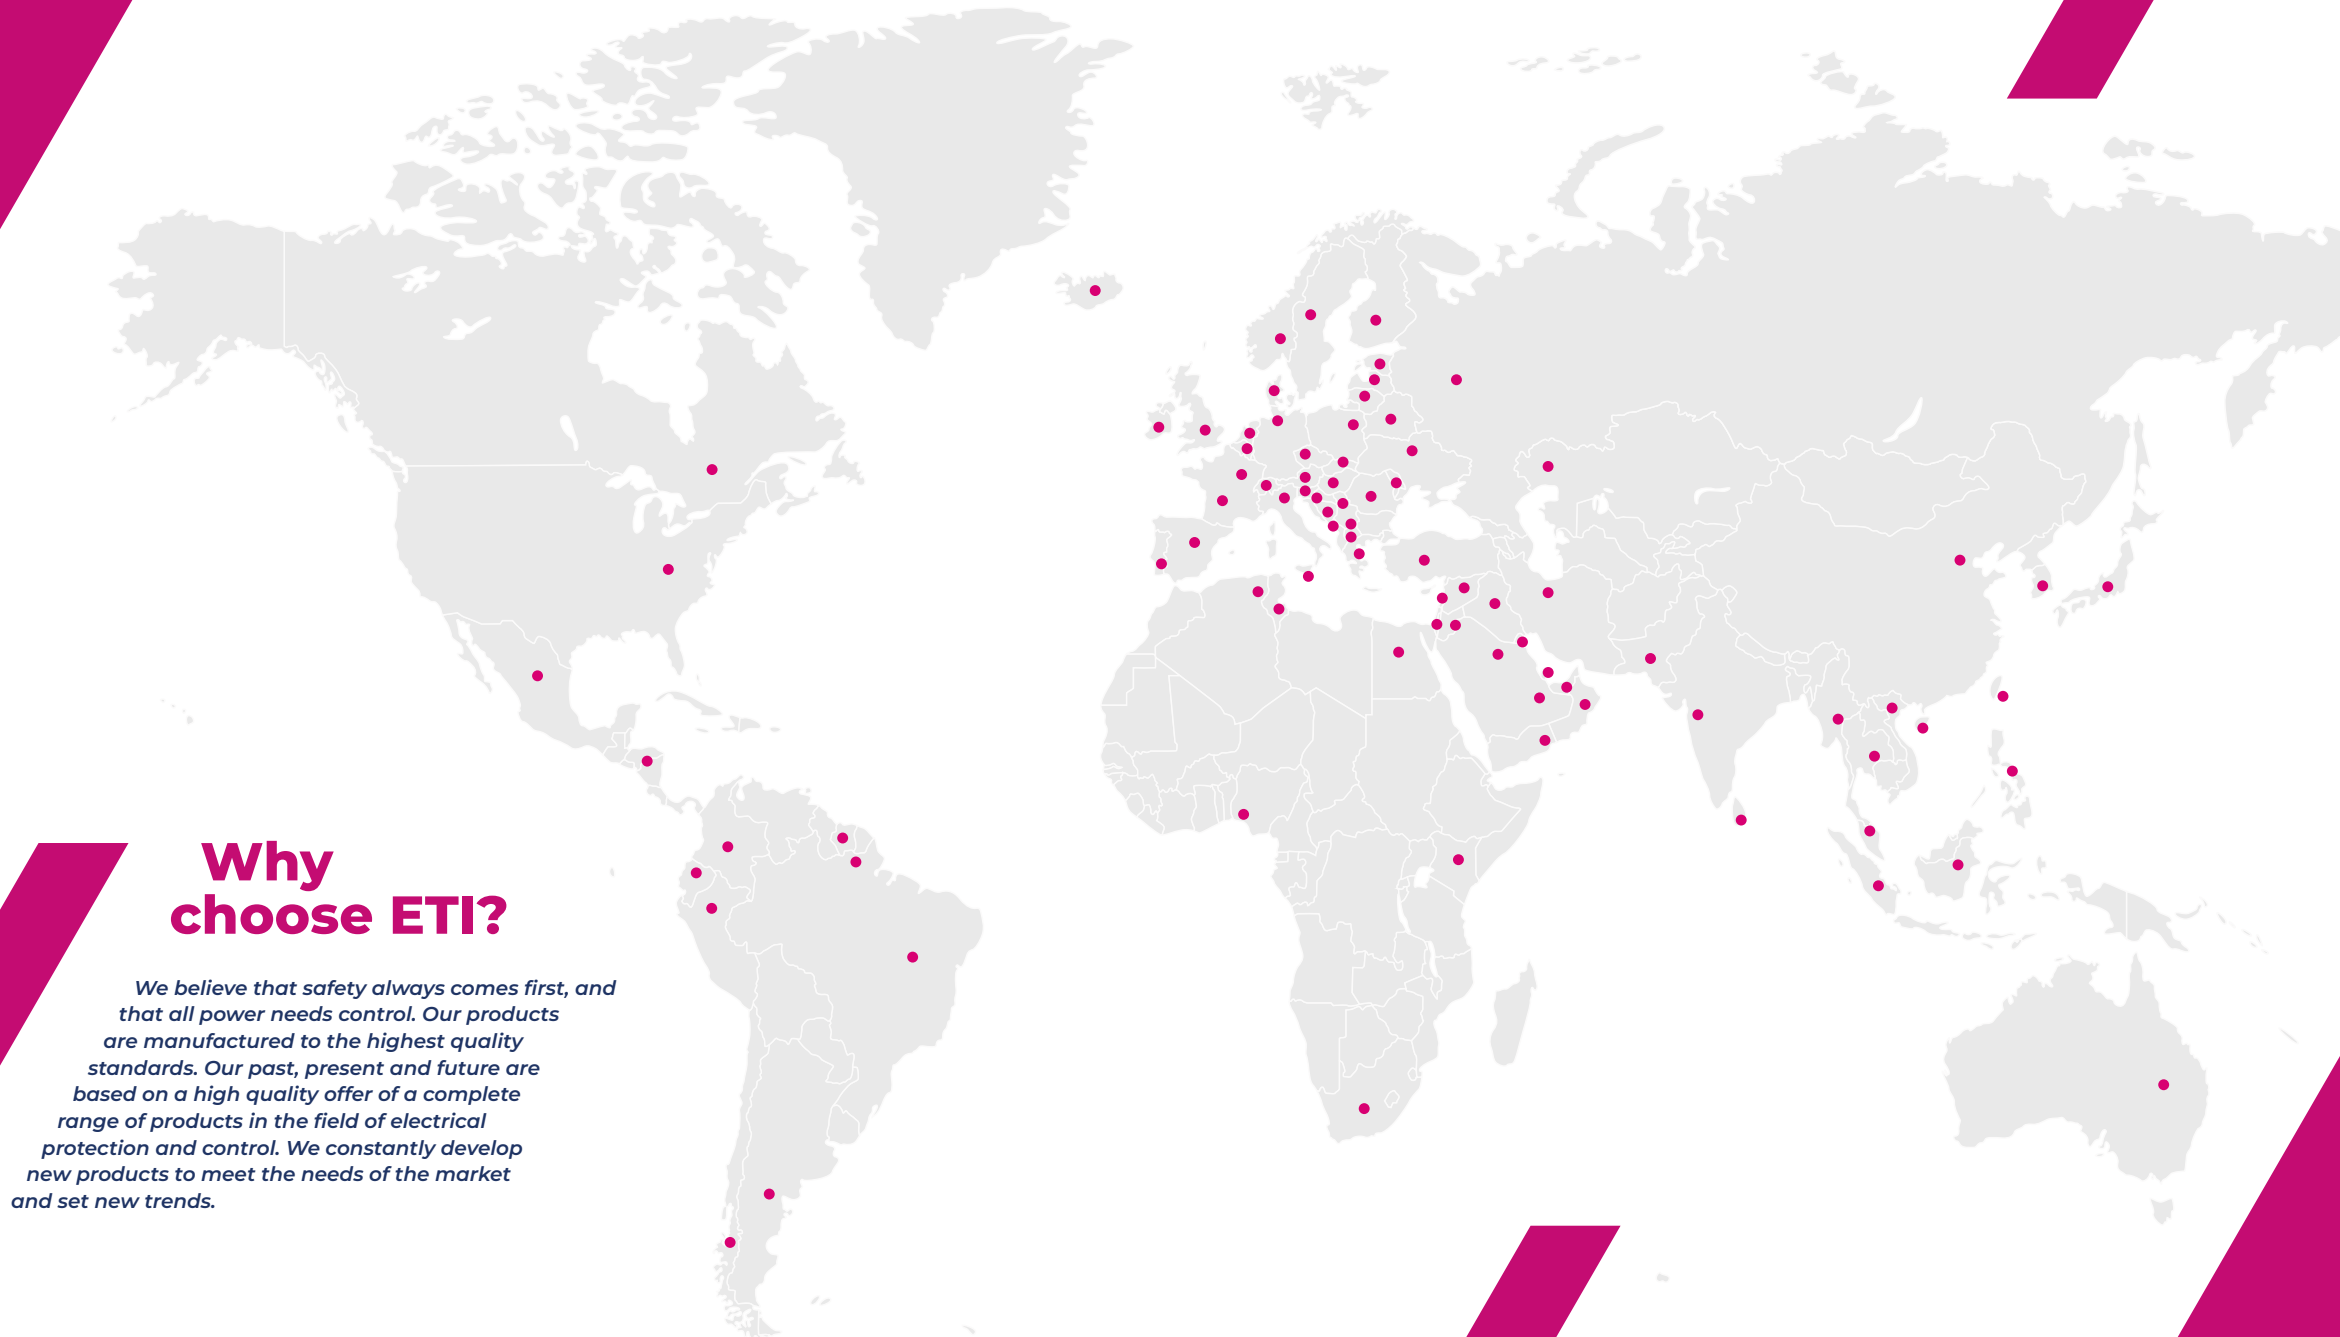 Why
choose ETI?
We believe that safety always comes first, and
that all power needs control. Our products
are manufactured to the highest quality
standards. Our past, present and future are
based on a high quality offer of a complete
range of products in the field of electrical
protection and control. We constantly develop
new products to meet the needs of the market
and set new trends.